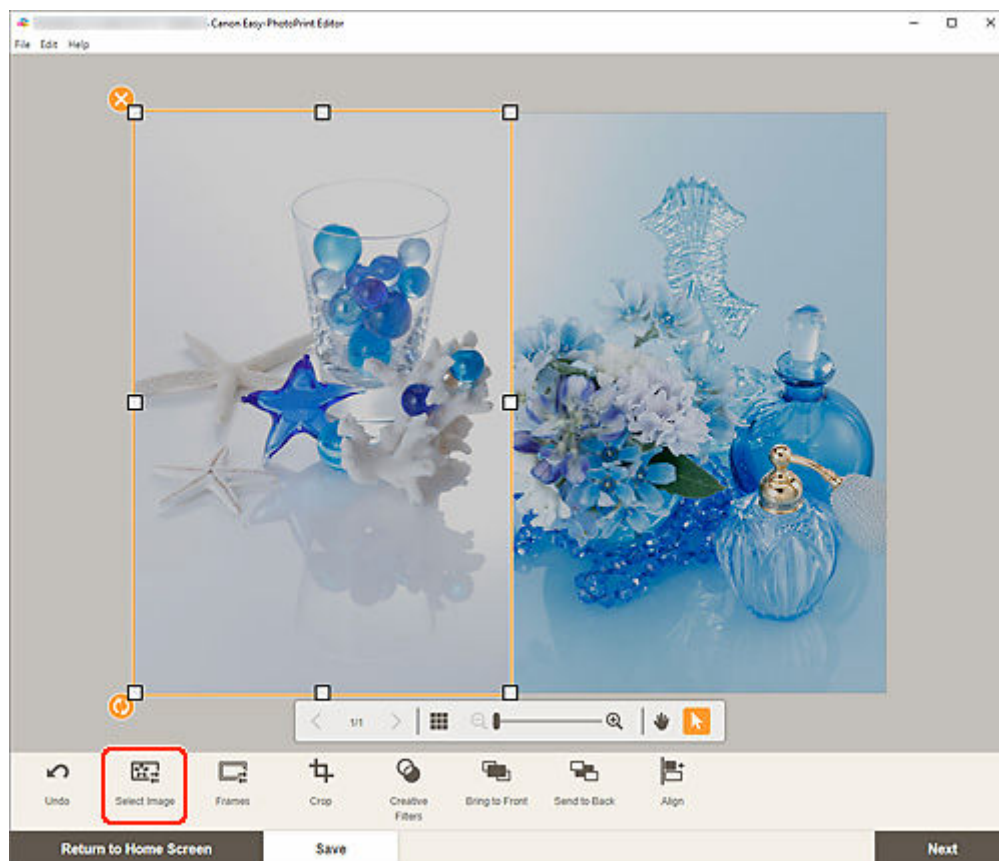 - Canon Easy-PhotoPrint Editor
File Edit Help
1/1
Undo
Select Image
Frames
Crop
Creative
Filters
Bring to Front
Send to Back
Align
Return to Home Screen
Save
Next